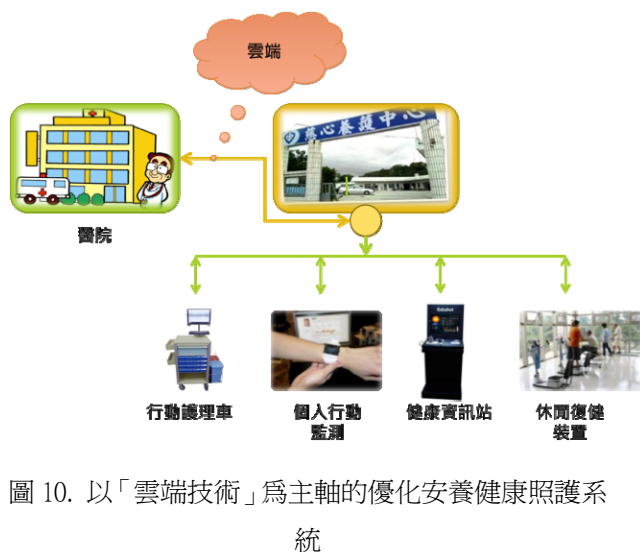 雲端
慈心養護中心
醫院
行動護理車
個人行動
監測
健康資訊站
休閒復健
裝置
圖 10. 以「雲端技術」為主軸的優化安養健康照護系
統